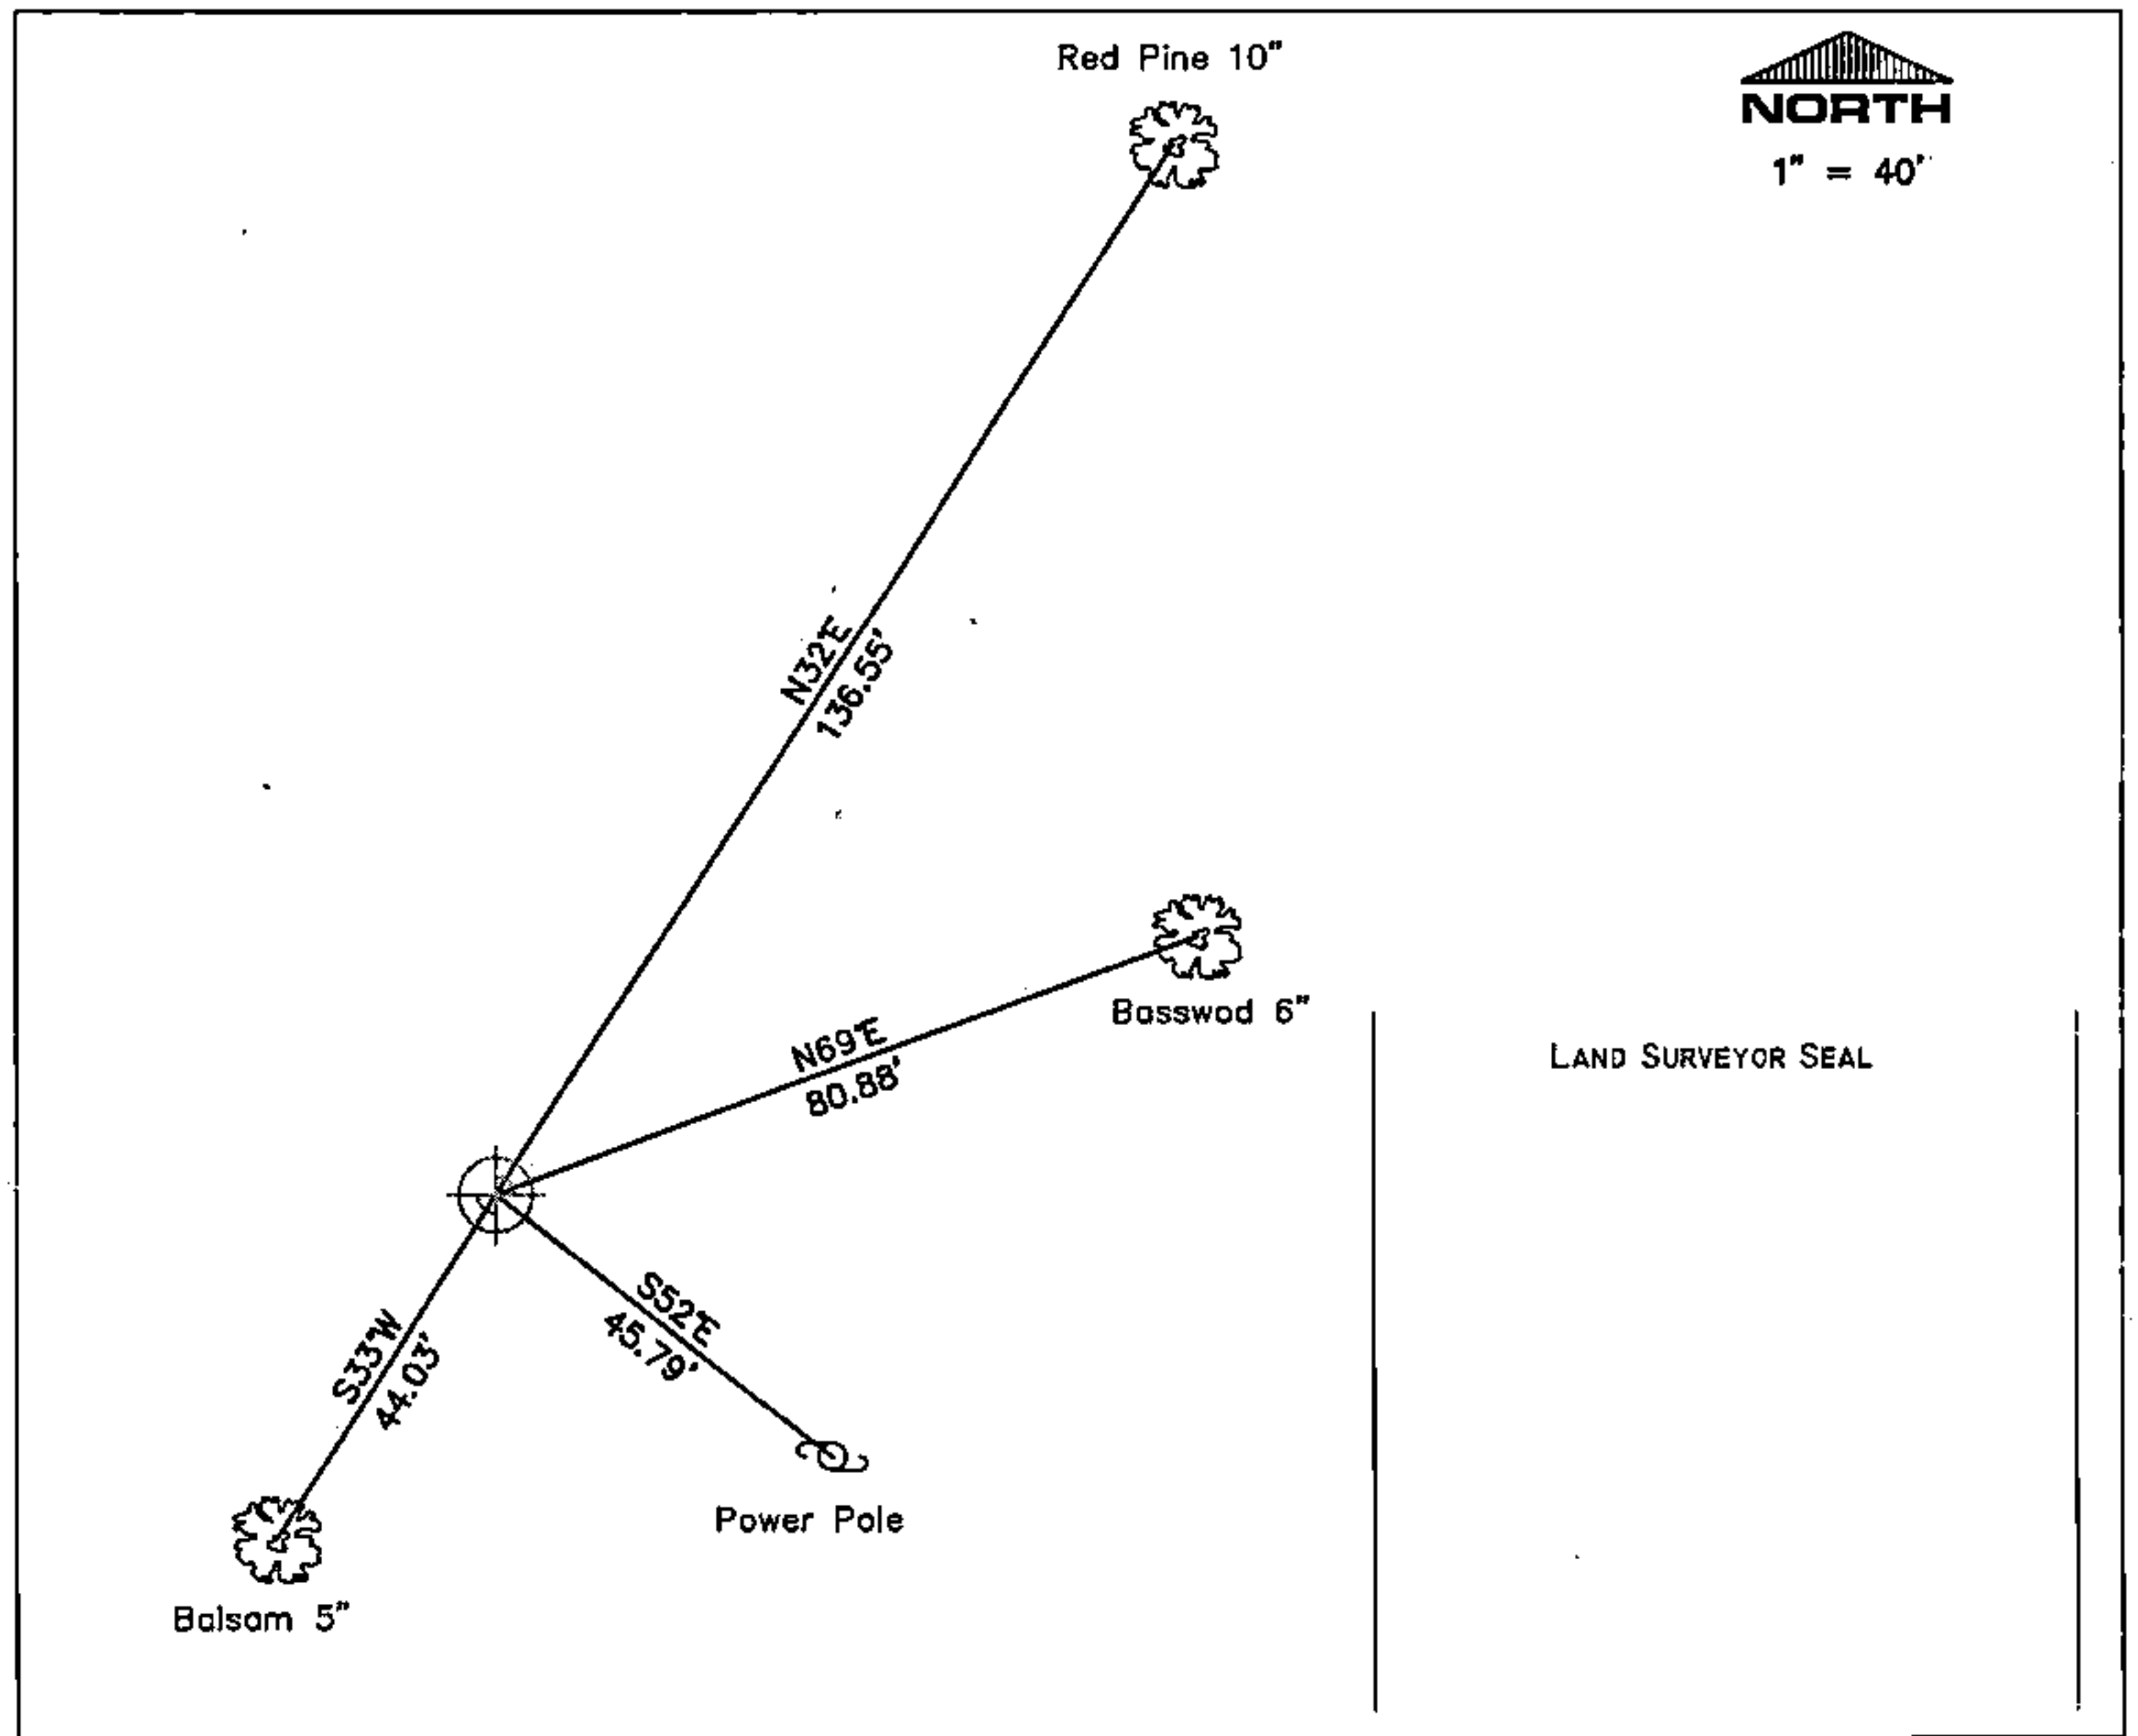 Red Pine 10"
NORTH
1" = 40'
N32°E
136.55'
Basswod 6"
N69°E
80.88'
LAND SURVEYOR SEAL
S52°E
45.79'
S33°W
44.03'
Power Pole
Balsam 5"